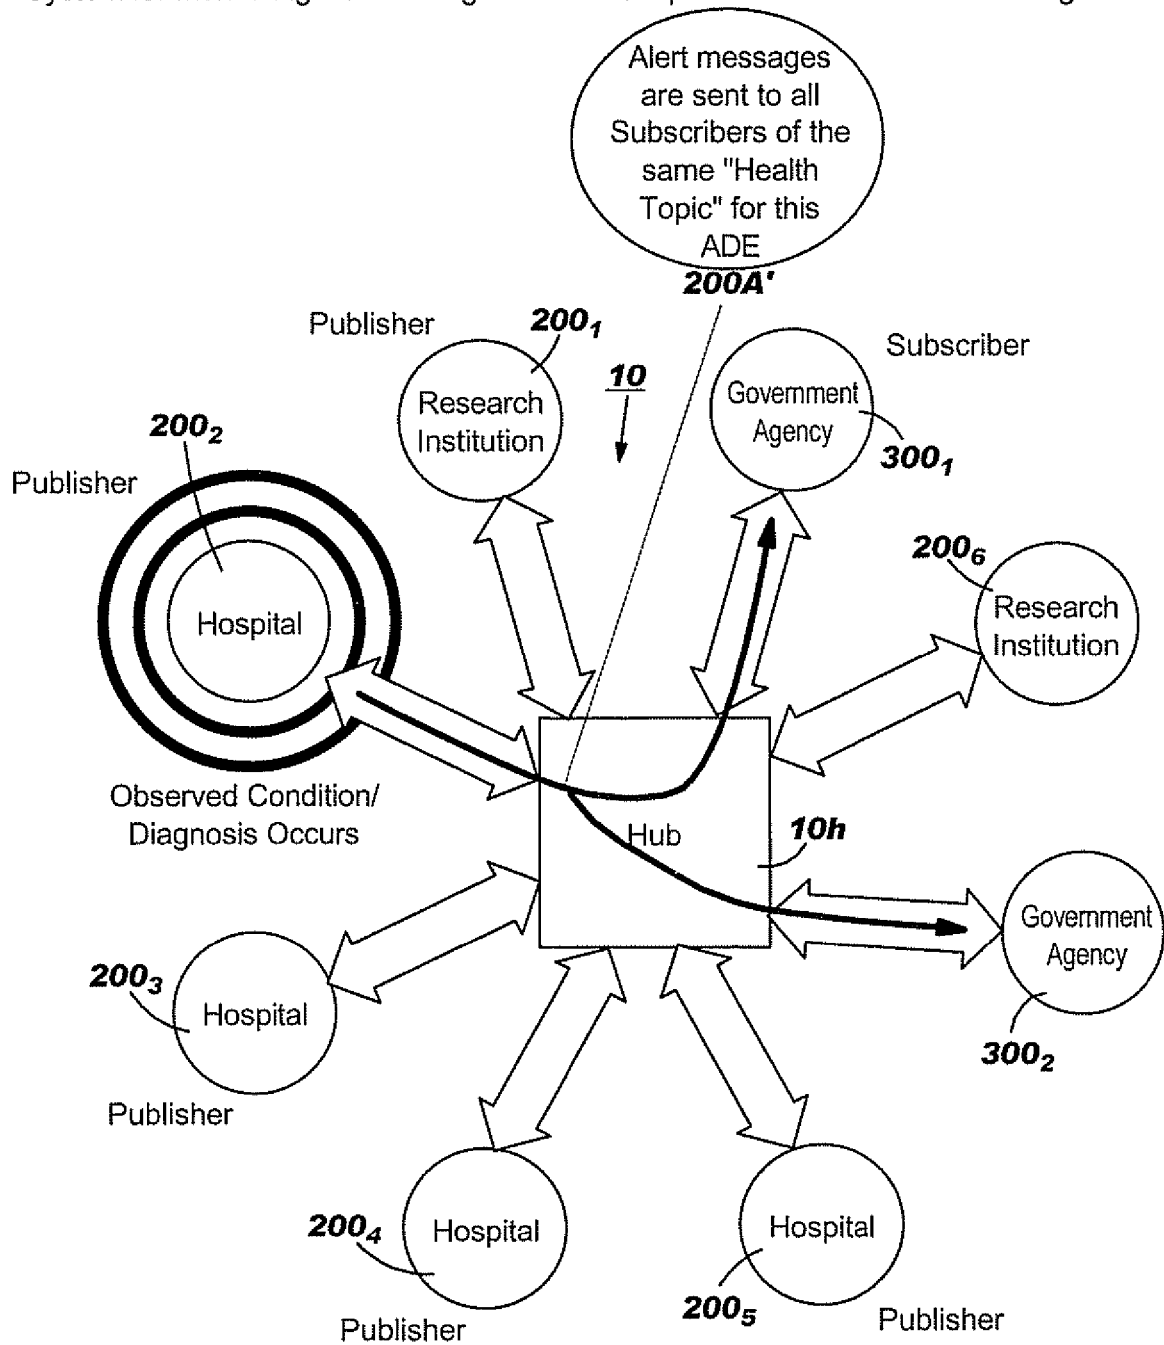 Alert messages
are sent to all
Subscribers of the
same "Health
Topic" for this
ADE
200A'
Publisher
200₁
Research
Institution
10
Government
Agency
Subscriber
300₁
200₂
Publisher
Hospital
Observed Condition/
Diagnosis Occurs
200₆
Research
Institution
Hub
10h
Government
Agency
300₂
200₃
Hospital
Publisher
200₄
Hospital
Publisher
Hospital
200₅
Publisher